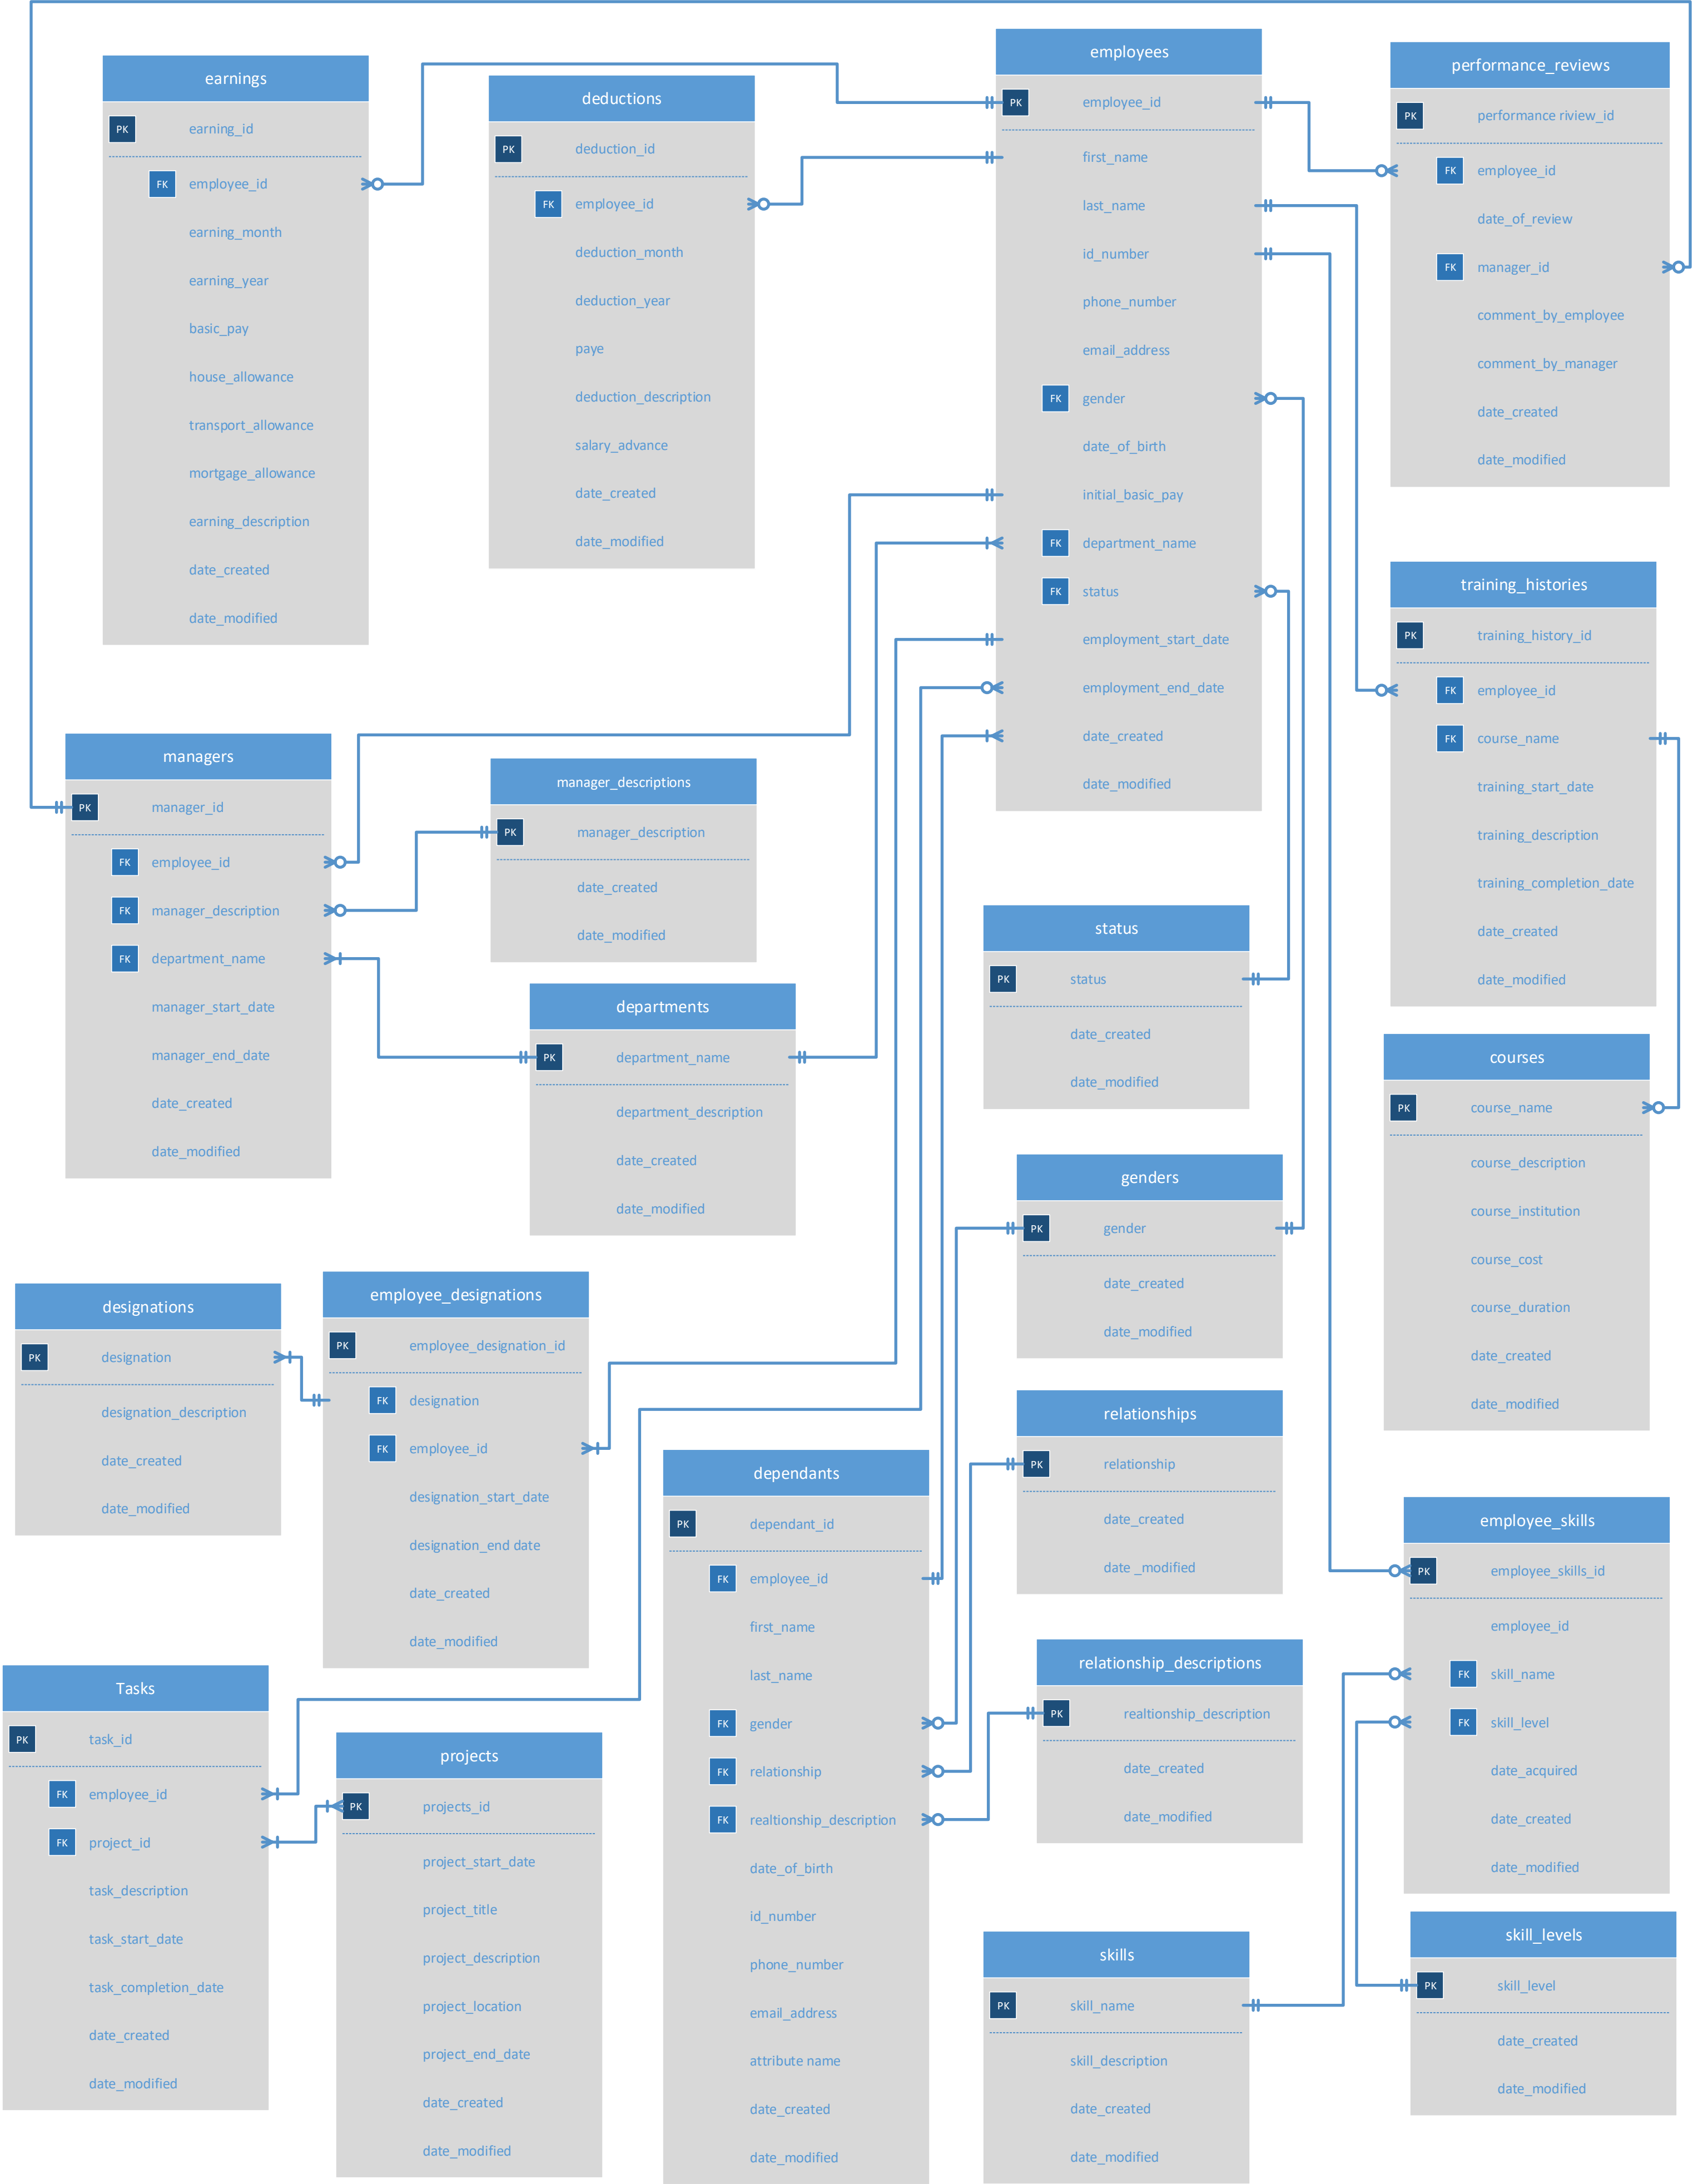 earnings
PK earning_id
FK employee_id
earning_month
earning_year
basic_pay
house_allowance
transport_allowance
mortgage_allowance
earning_description
date_created
date_modified
deductions
PK deduction_id
FK employee_id
deduction_month
deduction_year
paye
deduction_description
salary_advance
date_created
date_modified
employees
PK employee_id
first_name
last_name
id_number
phone_number
email_address
FK gender
date_of_birth
initial_basic_pay
FK department_name
FK status
employment_start_date
employment_end_date
date_created
date_modified
performance_reviews
PK performance riview_id
FK employee_id
date_of_review
FK manager_id
comment_by_employee
comment_by_manager
date_created
date_modified
training_histories
PK training_history_id
FK employee_id
FK course_name
training_start_date
training_description
training_completion_date
date_created
date_modified
managers
PK manager_id
FK employee_id
FK manager_description
FK department_name
manager_start_date
manager_end_date
date_created
date_modified
manager_descriptions
PK manager_description
date_created
date_modified
departments
PK department_name
department_description
date_created
date_modified
status
PK status
date_created
date_modified
courses
PK course_name
course_description
course_institution
course_cost
course_duration
date_created
date_modified
genders
PK gender
date_created
date_modified
designations
PK designation
designation_description
date_created
date_modified
employee_designations
PK employee_designation_id
FK designation
FK employee_id
designation_start_date
designation_end date
date_created
date_modified
relationships
PK relationship
date_created
date _modified
dependants
PK dependant_id
FK employee_id
first_name
last_name
FK gender
FK relationship
FK realtionship_description
date_of_birth
id_number
phone_number
email_address
attribute name
date_created
date_modified
employee_skills
PK employee_skills_id
employee_id
FK skill_name
FK skill_level
date_acquired
date_created
date_modified
relationship_descriptions
PK realtionship_description
date_created
date_modified
Tasks
PK task_id
FK employee_id
FK project_id
task_description
task_start_date
task_completion_date
date_created
date_modified
projects
PK projects_id
project_start_date
project_title
project_description
project_location
project_end_date
date_created
date_modified
skills
PK skill_name
skill_description
date_created
date_modified
skill_levels
PK skill_level
date_created
date_modified